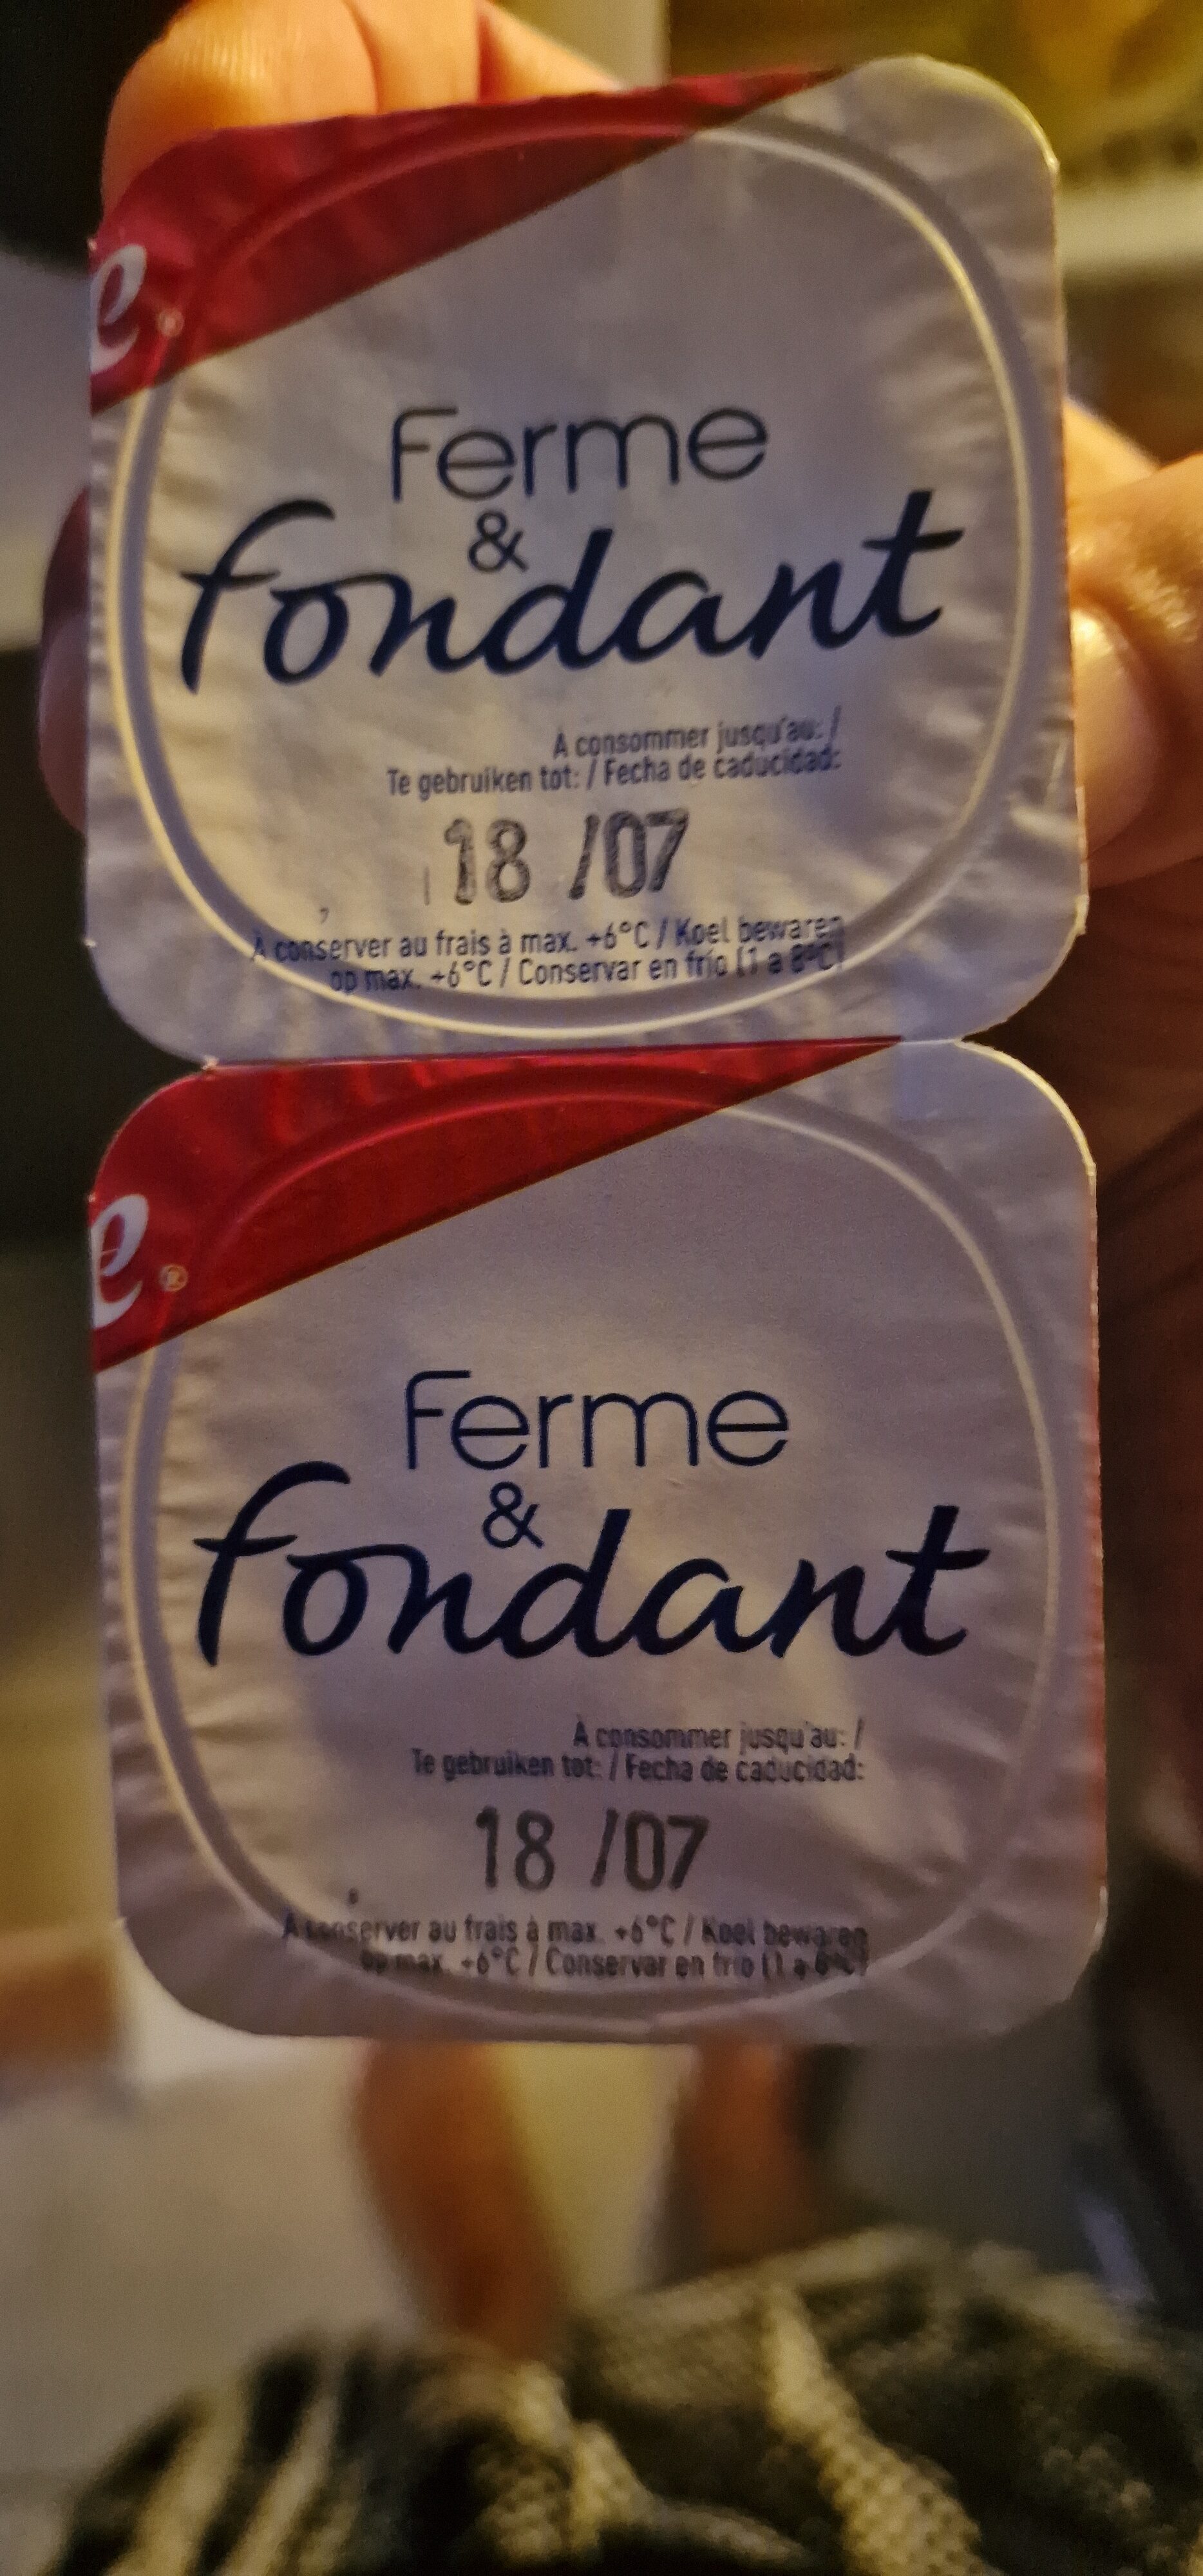 e®
Ferme
&
fondant
À consommer jusqu'au: /
Te gebruiken tot: / Fecha de caducidad:
18 /07
À conserver au frais à max. +6°C / Koel bewaren
op max. +6°C / Conservar en frío (1 a 8°C)
e®
Ferme
&
fondant
À consommer jusqu'au: /
Te gebruiken tot: / Fecha de caducidad:
18 /07
À conserver au frais à max. +6°C / Koel bewaren
op max. +6°C / Conservar en frío (1 a 8°C)